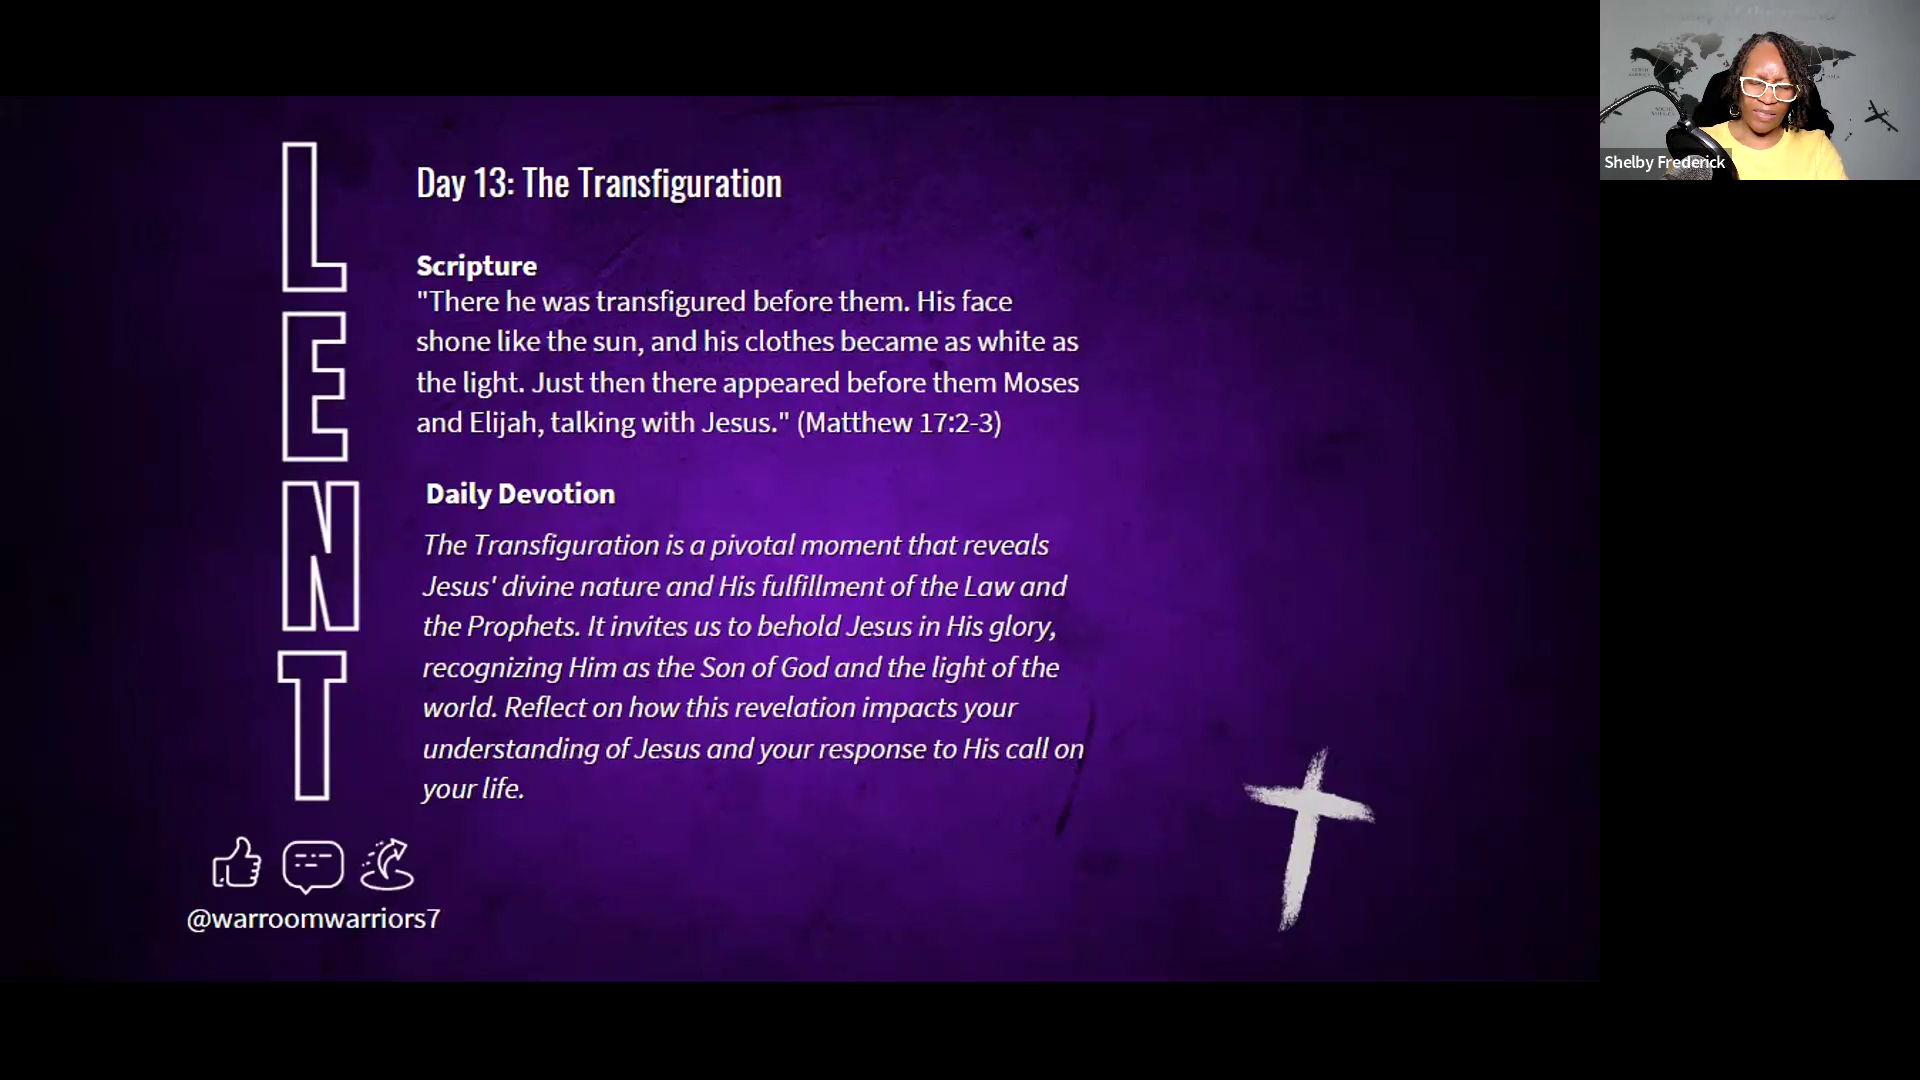 LENT
Day 13: The Transfiguration
Scripture
"There he was transfigured before them. His face
shone like the sun, and his clothes became as white as
the light. Just then there appeared before them Moses
and Elijah, talking with Jesus." (Matthew 17:2-3)
Daily Devotion
The Transfiguration is a pivotal moment that reveals
Jesus' divine nature and His fulfillment of the Law and
the Prophets. It invites us to behold Jesus in His glory,
recognizing Him as the Son of God and the light of the
world. Reflect on how this revelation impacts your
understanding of Jesus and your response to His call on
your life.
@warroomwarriors7
Shelby Frederick